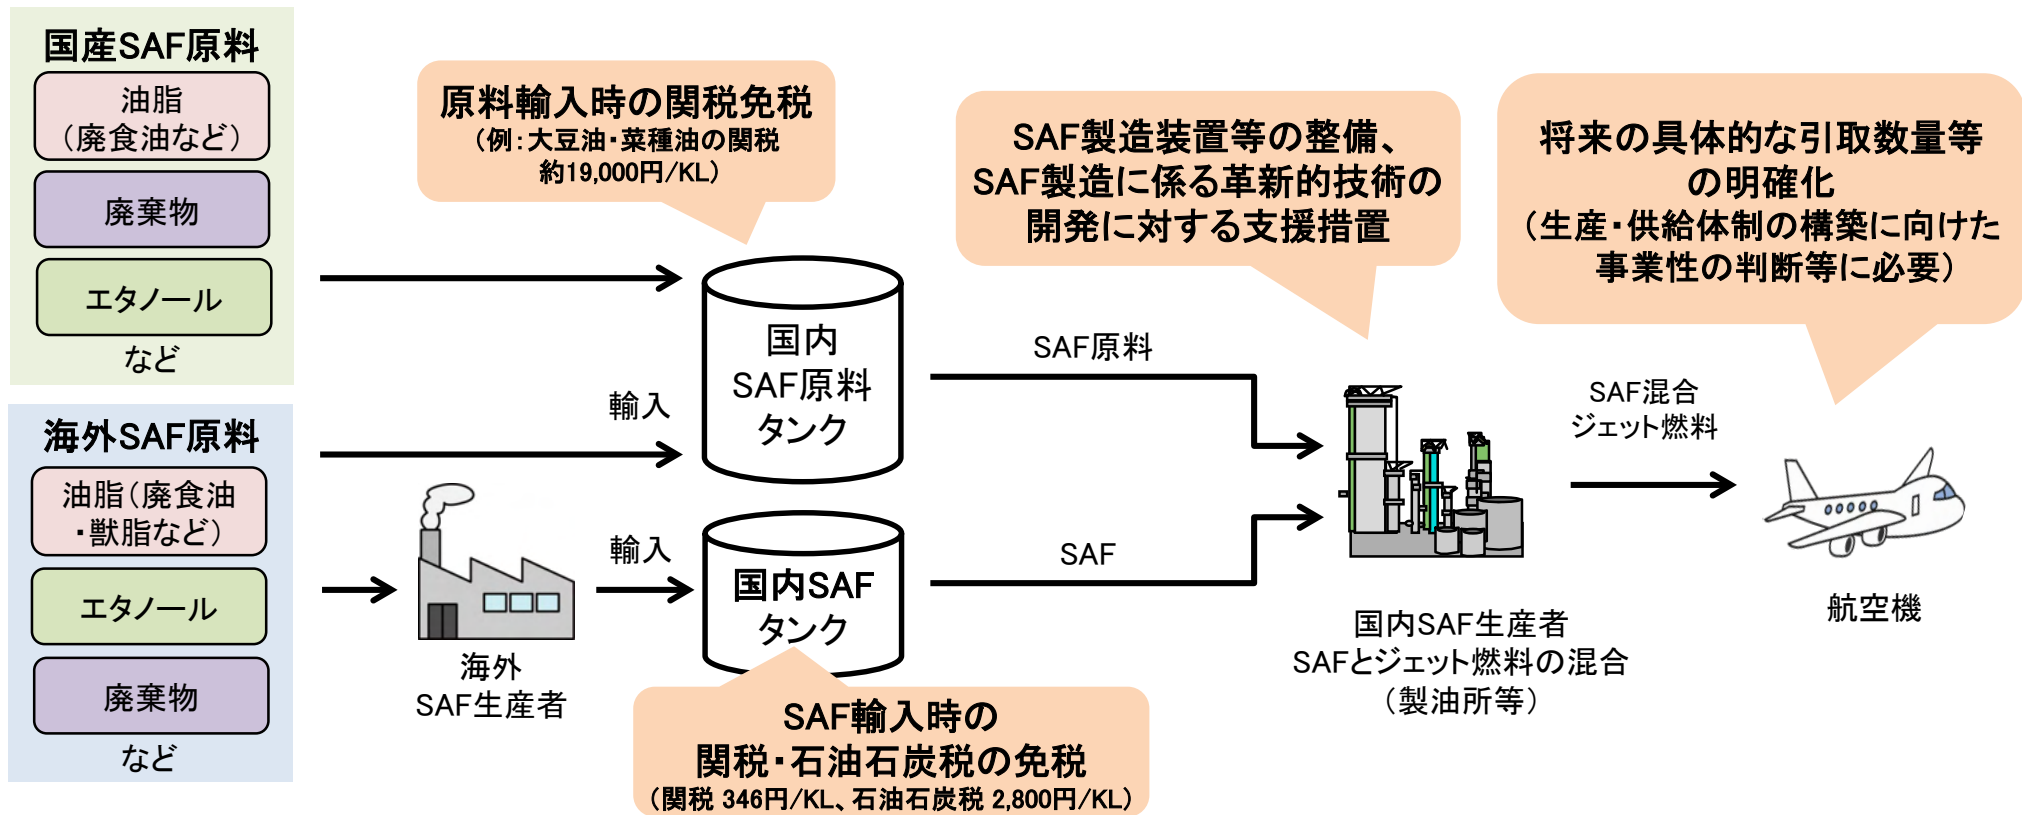 国産SAF原料
油脂
（廃食油など）
廃棄物
エタノール
など
海外SAF原料
油脂（廃食油
・獣脂など）
エタノール
廃棄物
など
原料輸入時の関税免税
（例：大豆油・菜種油の関税
約19,000円/KL）
輸入
海外
SAF生産者
輸入
国内
SAF原料
タンク
国内SAF
タンク
SAF輸入時の
関税・石油石炭税の免税
（関税 346円/KL、石油石炭税 2,800円/KL）
SAF製造装置等の整備、
SAF製造に係る革新的技術の
開発に対する支援措置
SAF原料
SAF
国内SAF生産者
SAFとジェット燃料の混合
（製油所等）
将来の具体的な引取数量等
の明確化
（生産・供給体制の構築に向けた
事業性の判断等に必要）
SAF混合
ジェット燃料
航空機